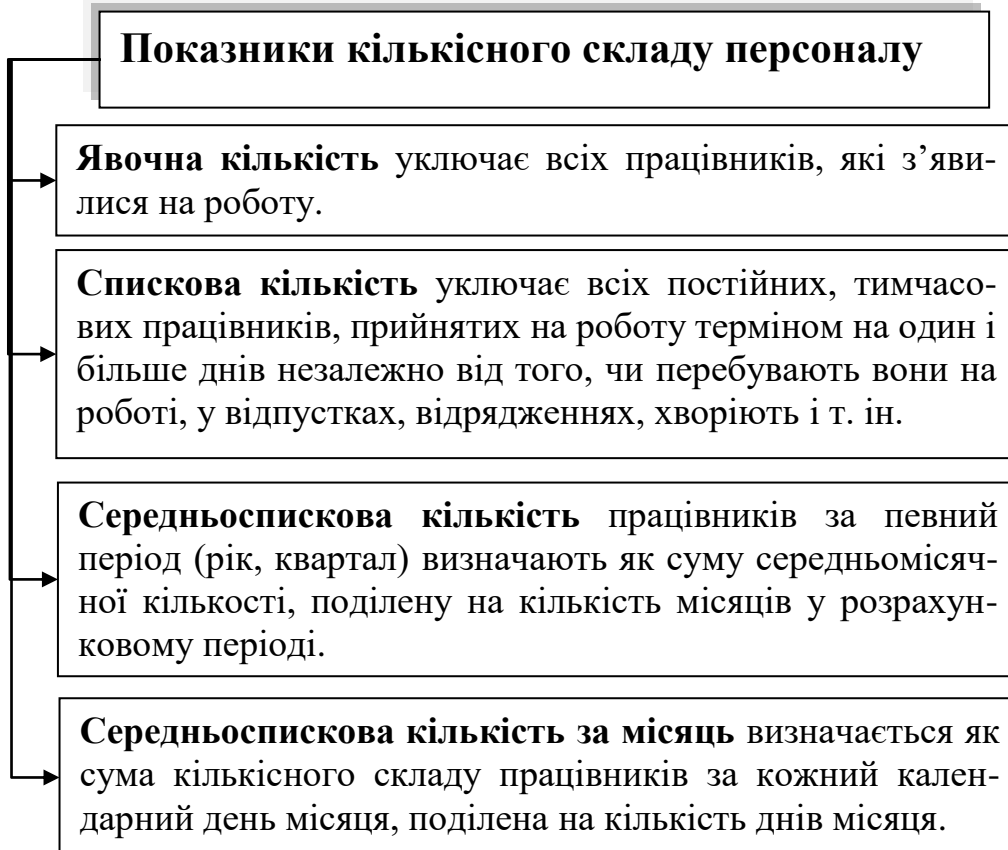 Показники кількісного складу персоналу
Явочна кількість уключає всіх працівників, які з’яви-
лися на роботу.
Спискова кількість уключає всіх постійних, тимчасо-
вих працівників, прийнятих на роботу терміном на один і
більше днів незалежно від того, чи перебувають вони на
роботі, у відпустках, відрядженнях, хворіють і т. ін.
Середньоспискова кількість працівників за певний
період (рік, квартал) визначають як суму середньомісяч-
ної кількості, поділену на кількість місяців у розрахун-
ковому періоді.
Середньоспискова кількість за місяць визначається як
сума кількісного складу працівників за кожний кален-
дарний день місяця, поділена на кількість днів місяця.